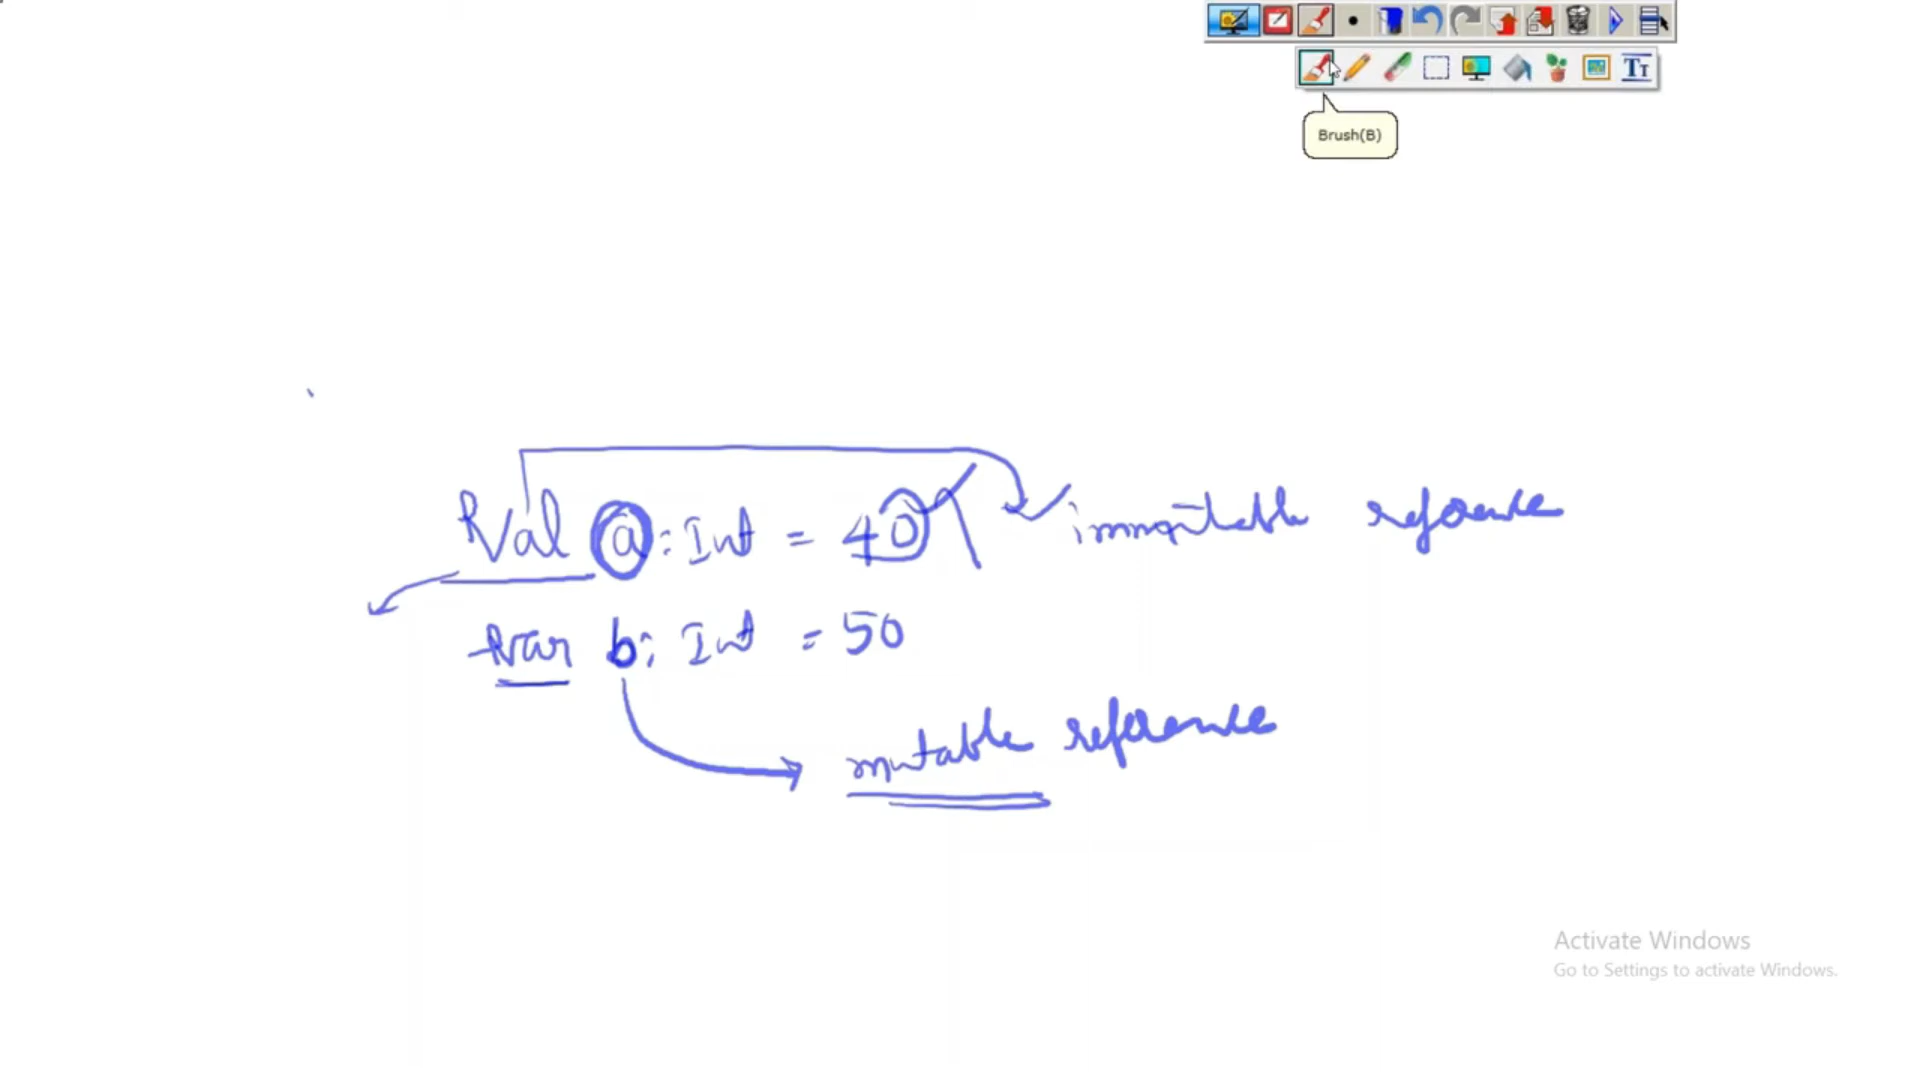 Brush(B)
Val a : Int = 40 immutable reference
var b : Int = 50
mutable reference
Activate Windows
Go to Settings to activate Windows.